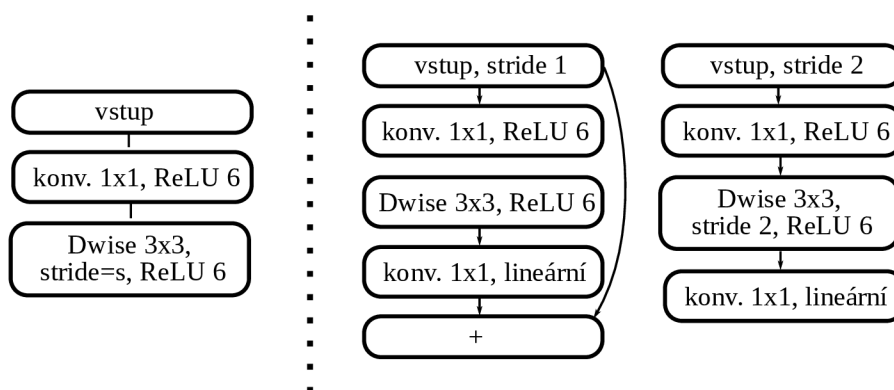 vstup
konv. 1x1, ReLU 6
Dwise 3x3,
stride=s, ReLU 6
vstup, stride 1
konv. 1x1, ReLU 6
Dwise 3x3, ReLU 6
konv. 1x1, lineární
+
vstup, stride 2
konv. 1x1, ReLU 6
Dwise 3x3,
stride 2, ReLU 6
konv. 1x1, lineární